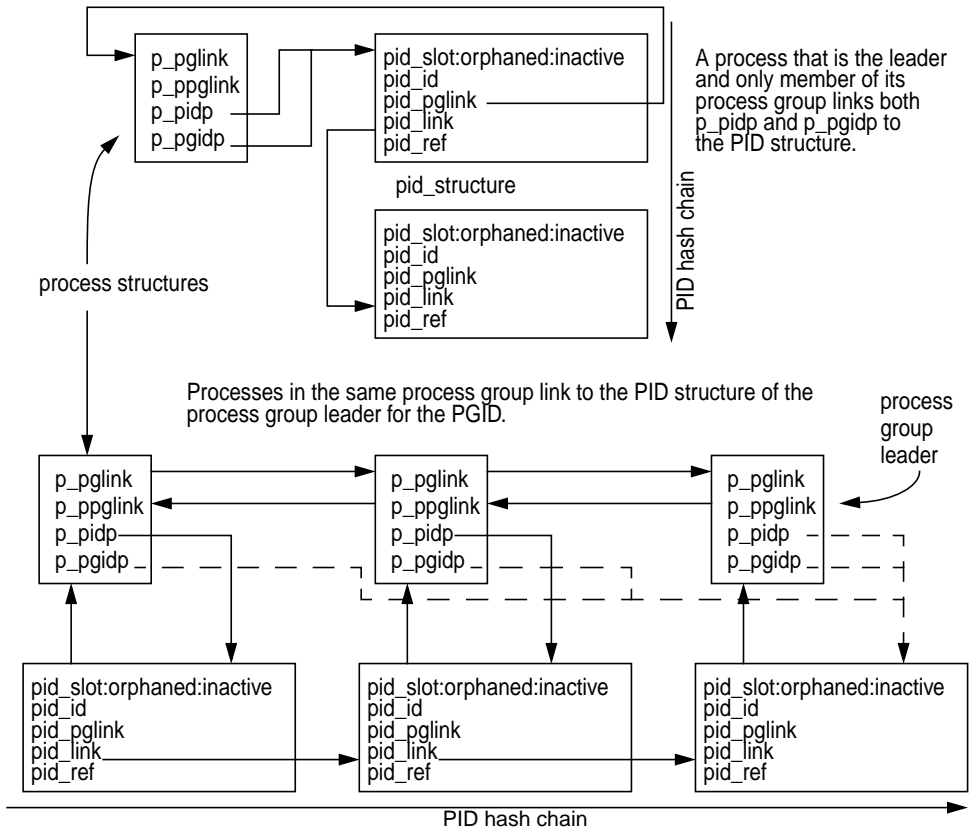 p_pglink
p_ppglink
p_pidp
p_pgidp
pid_slot:orphaned:inactive
pid_id
pid_pglink
pid_link
pid_ref
A process that is the leader
and only member of its
process group links both
p_pidp and p_pgidp to
the PID structure.
pid_structure
pid_slot:orphaned:inactive
pid_id
pid_pglink
pid_link
pid_ref
PID hash chain
process structures
Processes in the same process group link to the PID structure of the
process group leader for the PGID.
process
group
leader
p_pglink
p_ppglink
p_pidp
p_pgidp
p_pglink
p_ppglink
p_pidp
p_pgidp
p_pglink
p_ppglink
p_pidp
p_pgidp
pid_slot:orphaned:inactive
pid_id
pid_pglink
pid_link
pid_ref
pid_slot:orphaned:inactive
pid_id
pid_pglink
pid_link
pid_ref
pid_slot:orphaned:inactive
pid_id
pid_pglink
pid_link
pid_ref
PID hash chain